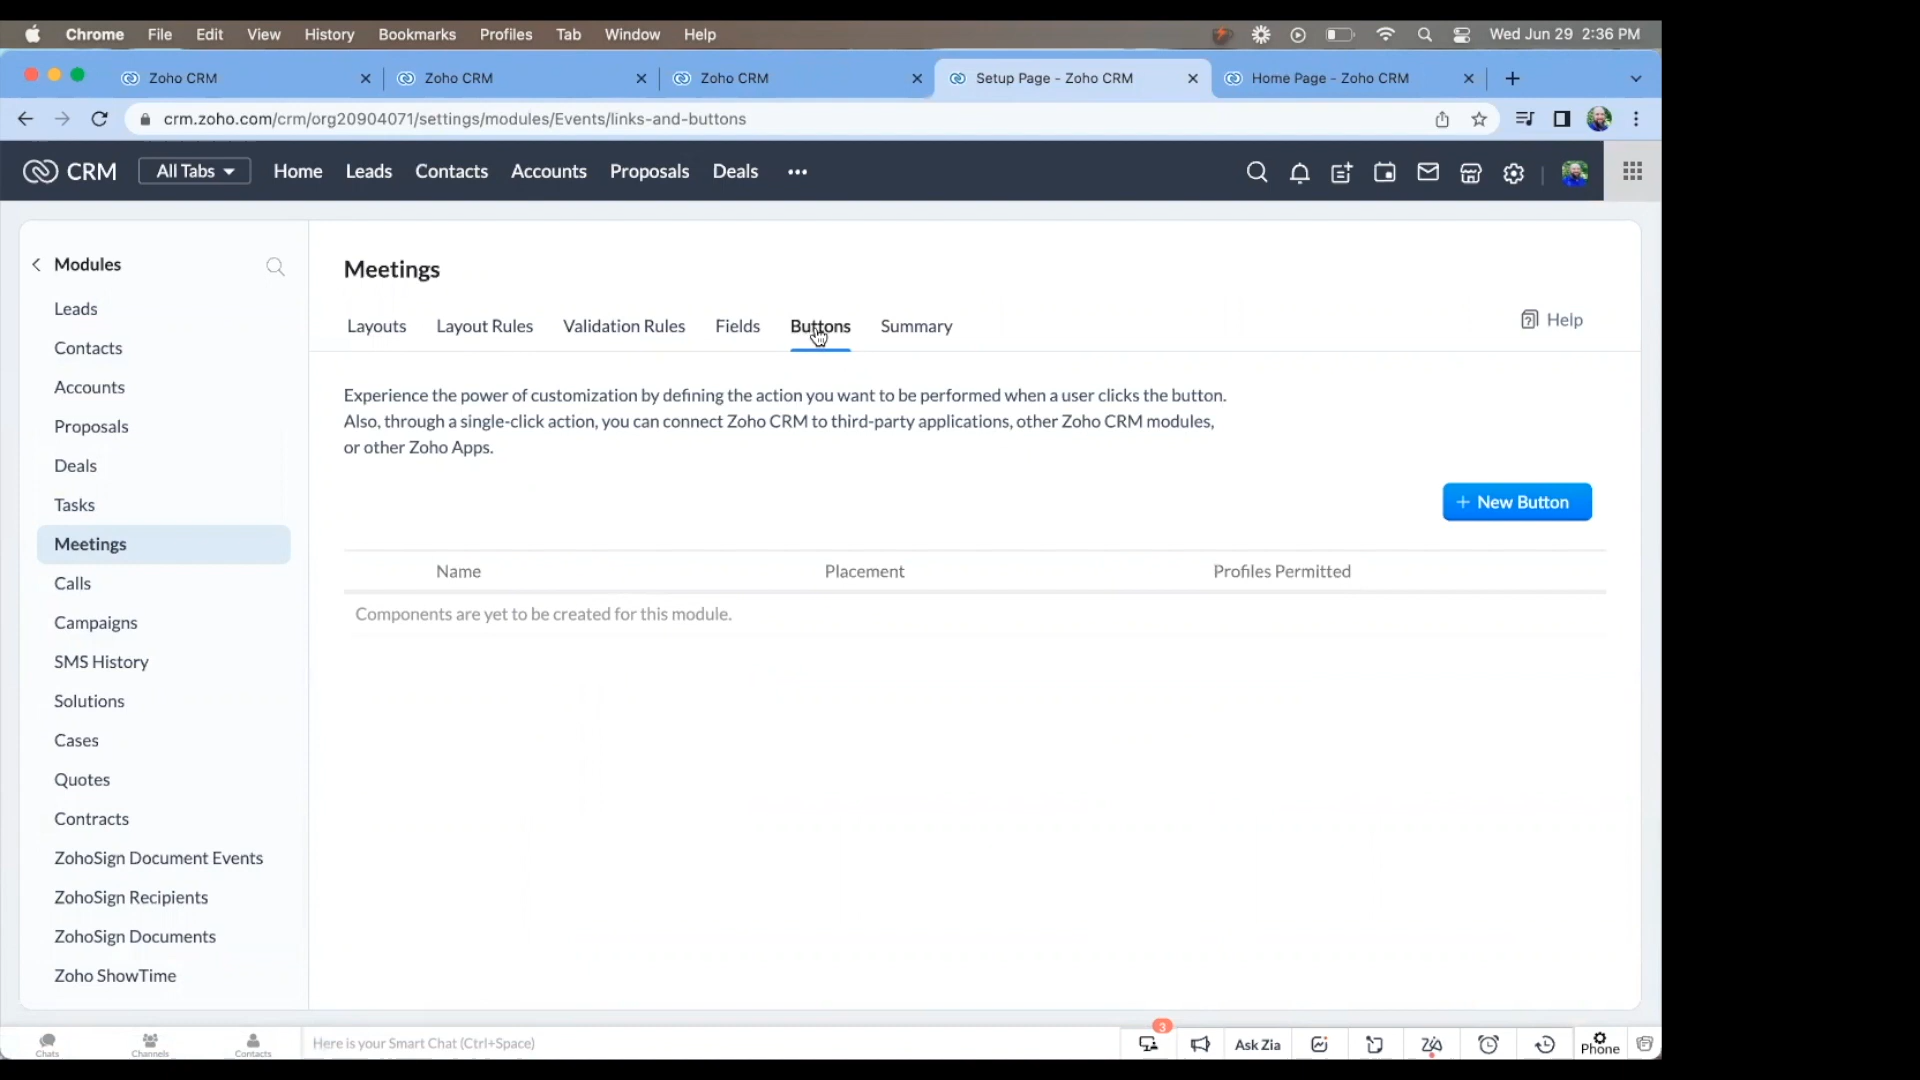 Chrome File Edit View History Bookmarks Profiles Tab Window Help Wed Jun 29 2:36 PM
Zoho CRM Zoho CRM Zoho CRM Setup Page - Zoho CRM Home Page - Zoho CRM
crm.zoho.com/crm/org20904071/settings/modules/Events/links-and-buttons
CRM All Tabs Home Leads Contacts Accounts Proposals Deals
Modules
Leads
Contacts
Accounts
Proposals
Deals
Tasks
Meetings
Calls
Campaigns
SMS History
Solutions
Cases
Quotes
Contracts
ZohoSign Document Events
ZohoSign Recipients
ZohoSign Documents
Zoho ShowTime
Meetings
Layouts Layout Rules Validation Rules Fields Buttons Summary
Help
Experience the power of customization by defining the action you want to be performed when a user clicks the button.
Also, through a single-click action, you can connect Zoho CRM to third-party applications, other Zoho CRM modules,
or other Zoho Apps.
+ New Button
Name Placement Profiles Permitted
Components are yet to be created for this module.
Chats Channels Contacts Here is your Smart Chat (Ctrl+Space) 3 Ask Zia Phone